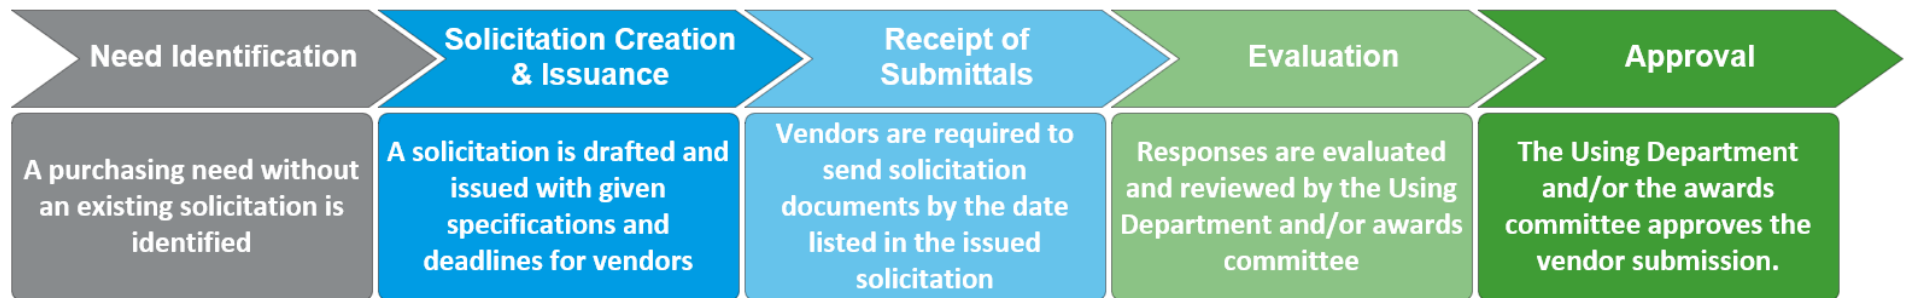 Need Identification
Solicitation Creation
& Issuance
Receipt of
Submittals
Evaluation
Approval
A purchasing need without
an existing solicitation is
identified
A solicitation is drafted and
issued with given
specifications and
deadlines for vendors
Vendors are required to
send solicitation
documents by the date
listed in the issued
solicitation
Responses are evaluated
and reviewed by the Using
Department and/or awards
committee
The Using Department
and/or the awards
committee approves the
vendor submission.